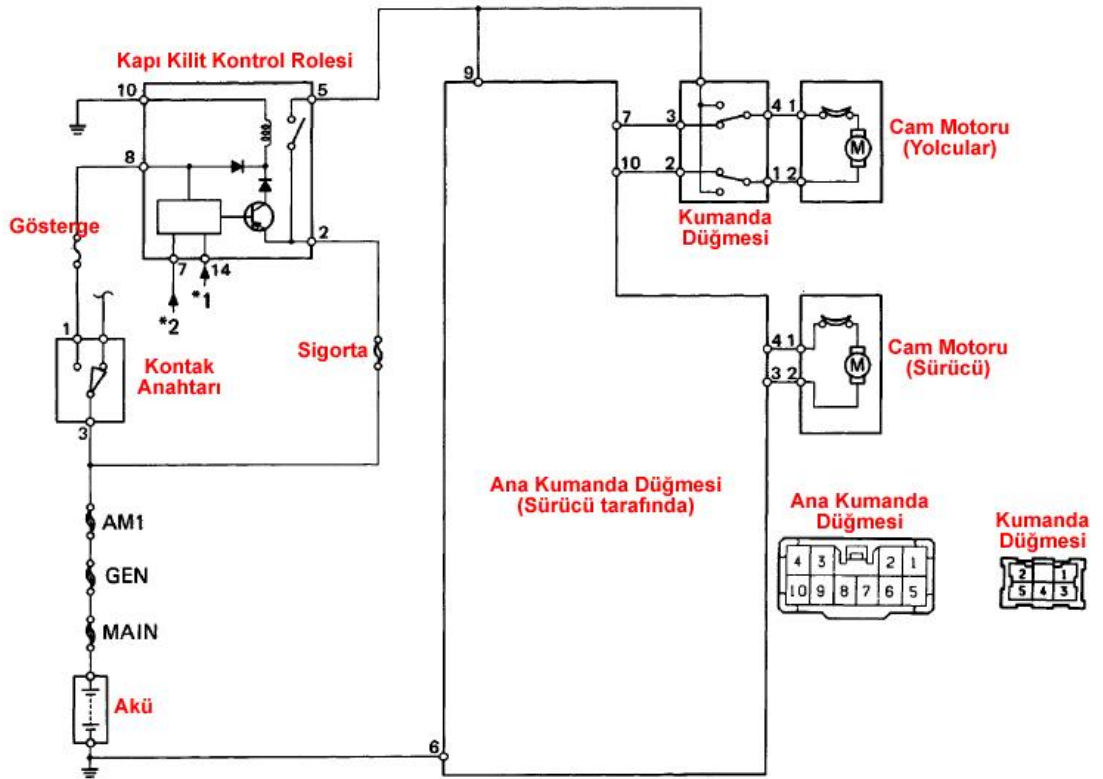 Kapı Kilit Kontrol Rolesi
10
5
8
2
7
14
*1
*2
Gösterge
1
Kontak
Anahtarı
3
Sigorta
AM1
GEN
MAIN
Akü
9
7
10
6
4
3
Ana Kumanda Düğmesi
(Sürücü tarafında)
3
2
4
1
Kumanda
Düğmesi
1
2
M
Cam Motoru
(Yolcular)
1
2
M
Cam Motoru
(Sürücü)
Ana Kumanda
Düğmesi
4 3 2 1
10 9 8 7 6 5
Kumanda
Düğmesi
2 1
5 4 3